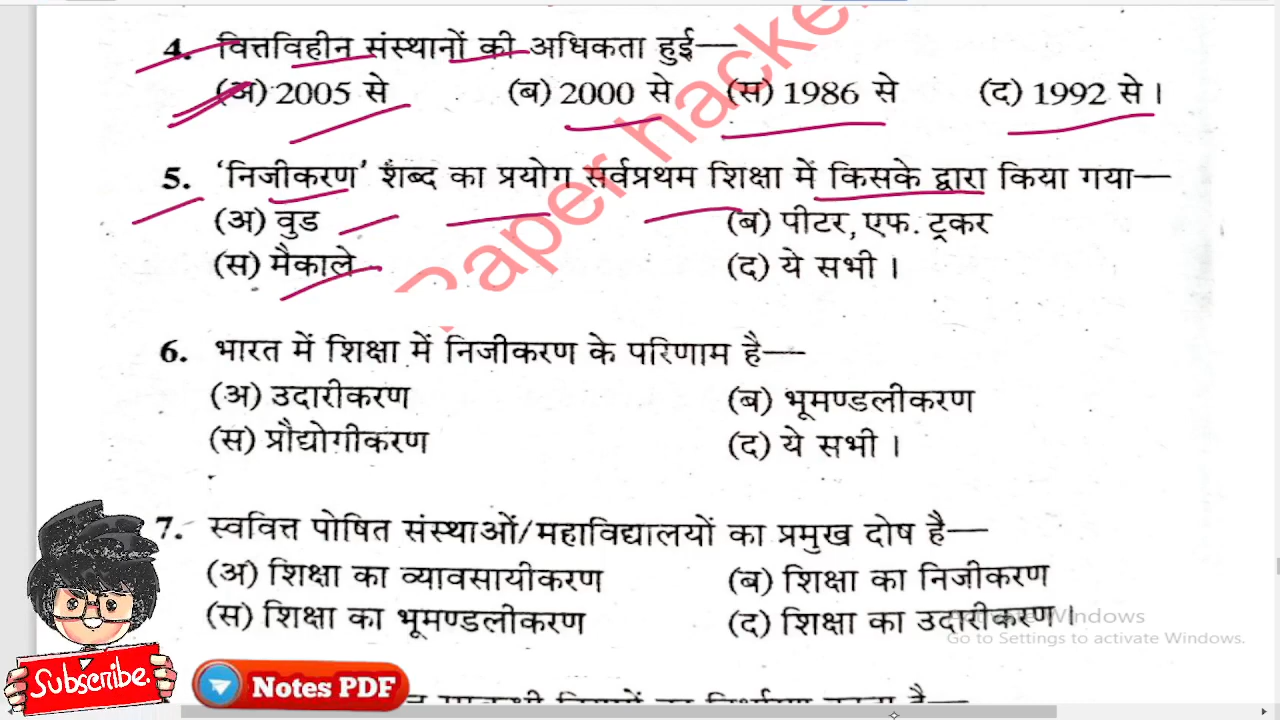 4. वित्तविहीन संस्थानों की अधिकता हुई—
(अ) 2005 से (ब) 2000 से (स) 1986 से (द) 1992 से ।
5. ‘निजीकरण’ शब्द का प्रयोग सर्वप्रथम शिक्षा में किसके द्वारा किया गया—
(अ) वुड (ब) पीटर, एफ. ट्रकर
(स) मैकाले (द) ये सभी ।
Paper hacke
6. भारत में शिक्षा में निजीकरण के परिणाम है—
(अ) उदारीकरण (ब) भूमण्डलीकरण
(स) प्रौद्योगीकरण (द) ये सभी ।
7. स्ववित्त पोषित संस्थाओं/महाविद्यालयों का प्रमुख दोष है—
(अ) शिक्षा का व्यावसायीकरण (ब) शिक्षा का निजीकरण
(स) शिक्षा का भूमण्डलीकरण (द) शिक्षा का उदारीकरण ।
Windows
Go to Settings to activate Windows.
Subscribe.
Notes PDF